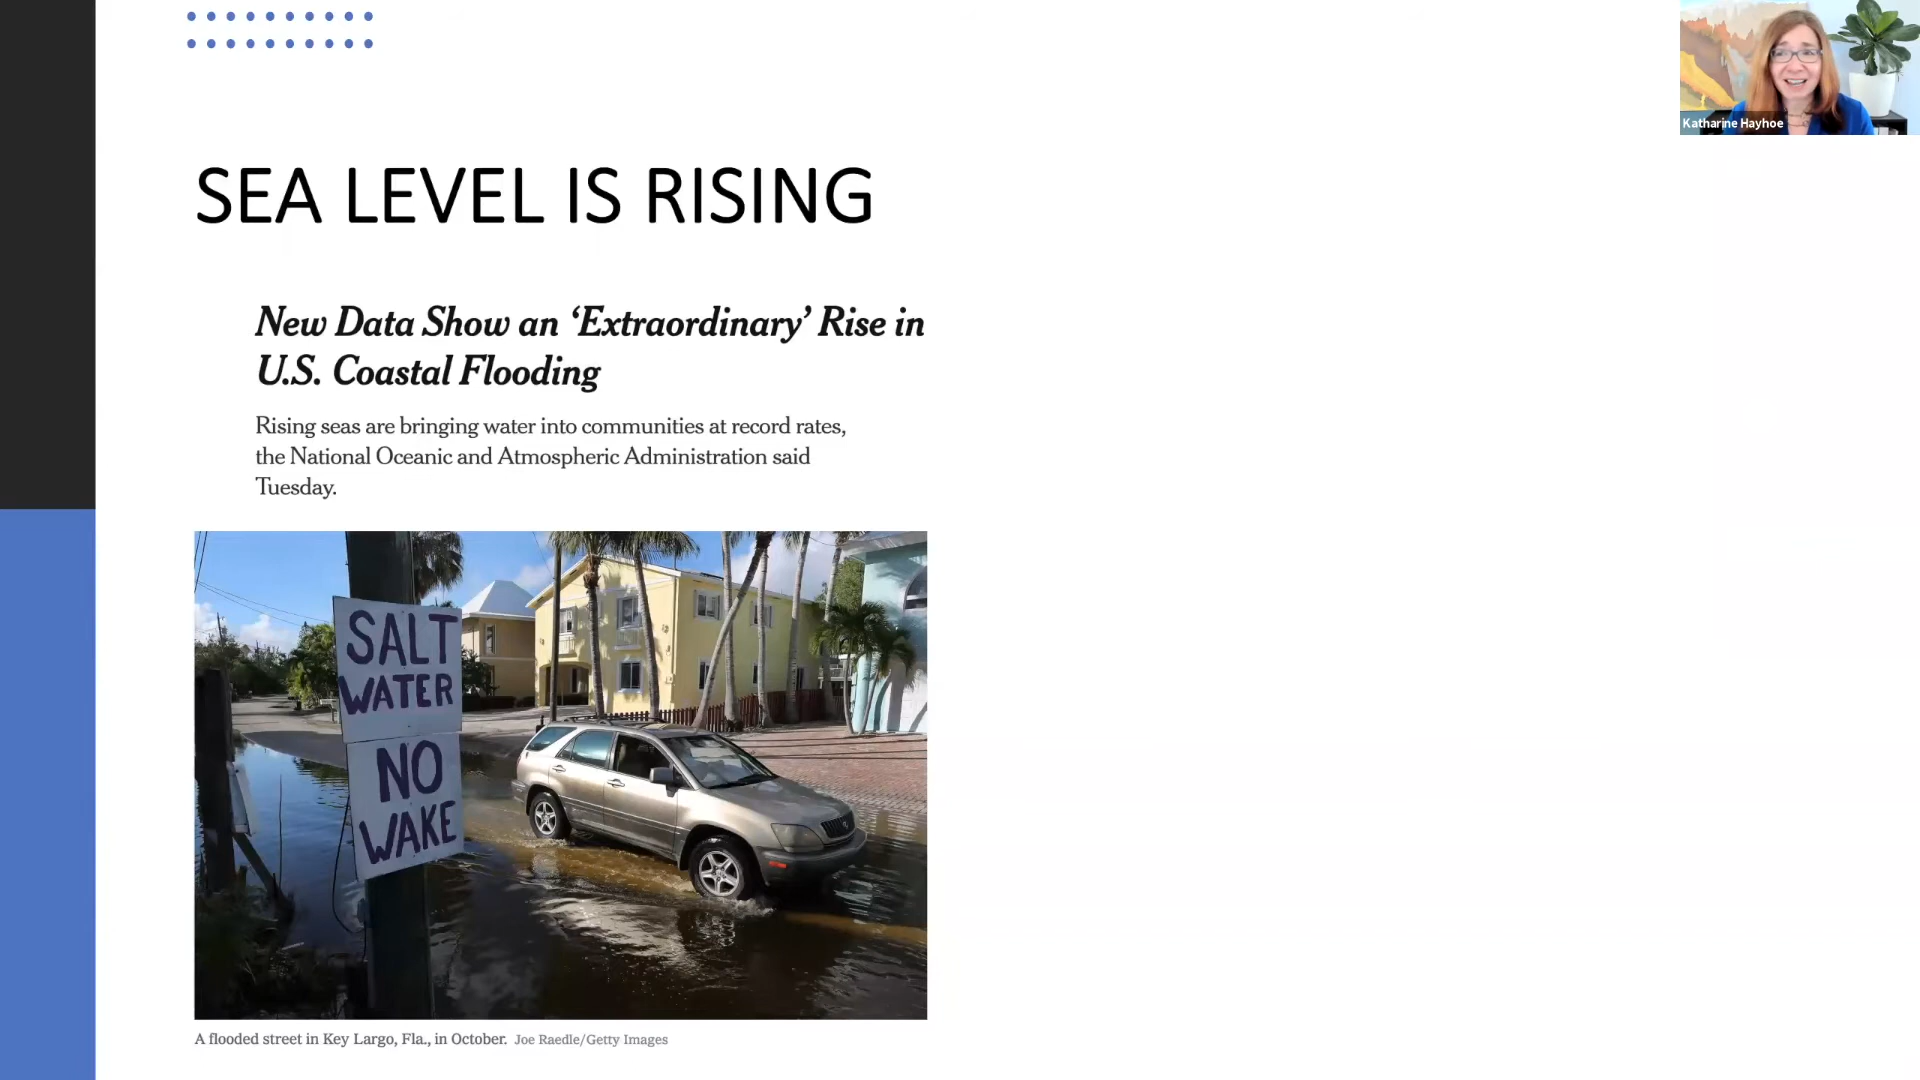 Katharine Hayhoe
SEA LEVEL IS RISING
New Data Show an ‘Extraordinary’ Rise in
U.S. Coastal Flooding
Rising seas are bringing water into communities at record rates,
the National Oceanic and Atmospheric Administration said
Tuesday.
SALT
WATER
NO
WAKE
A flooded street in Key Largo, Fla., in October. Joe Raedle/Getty Images